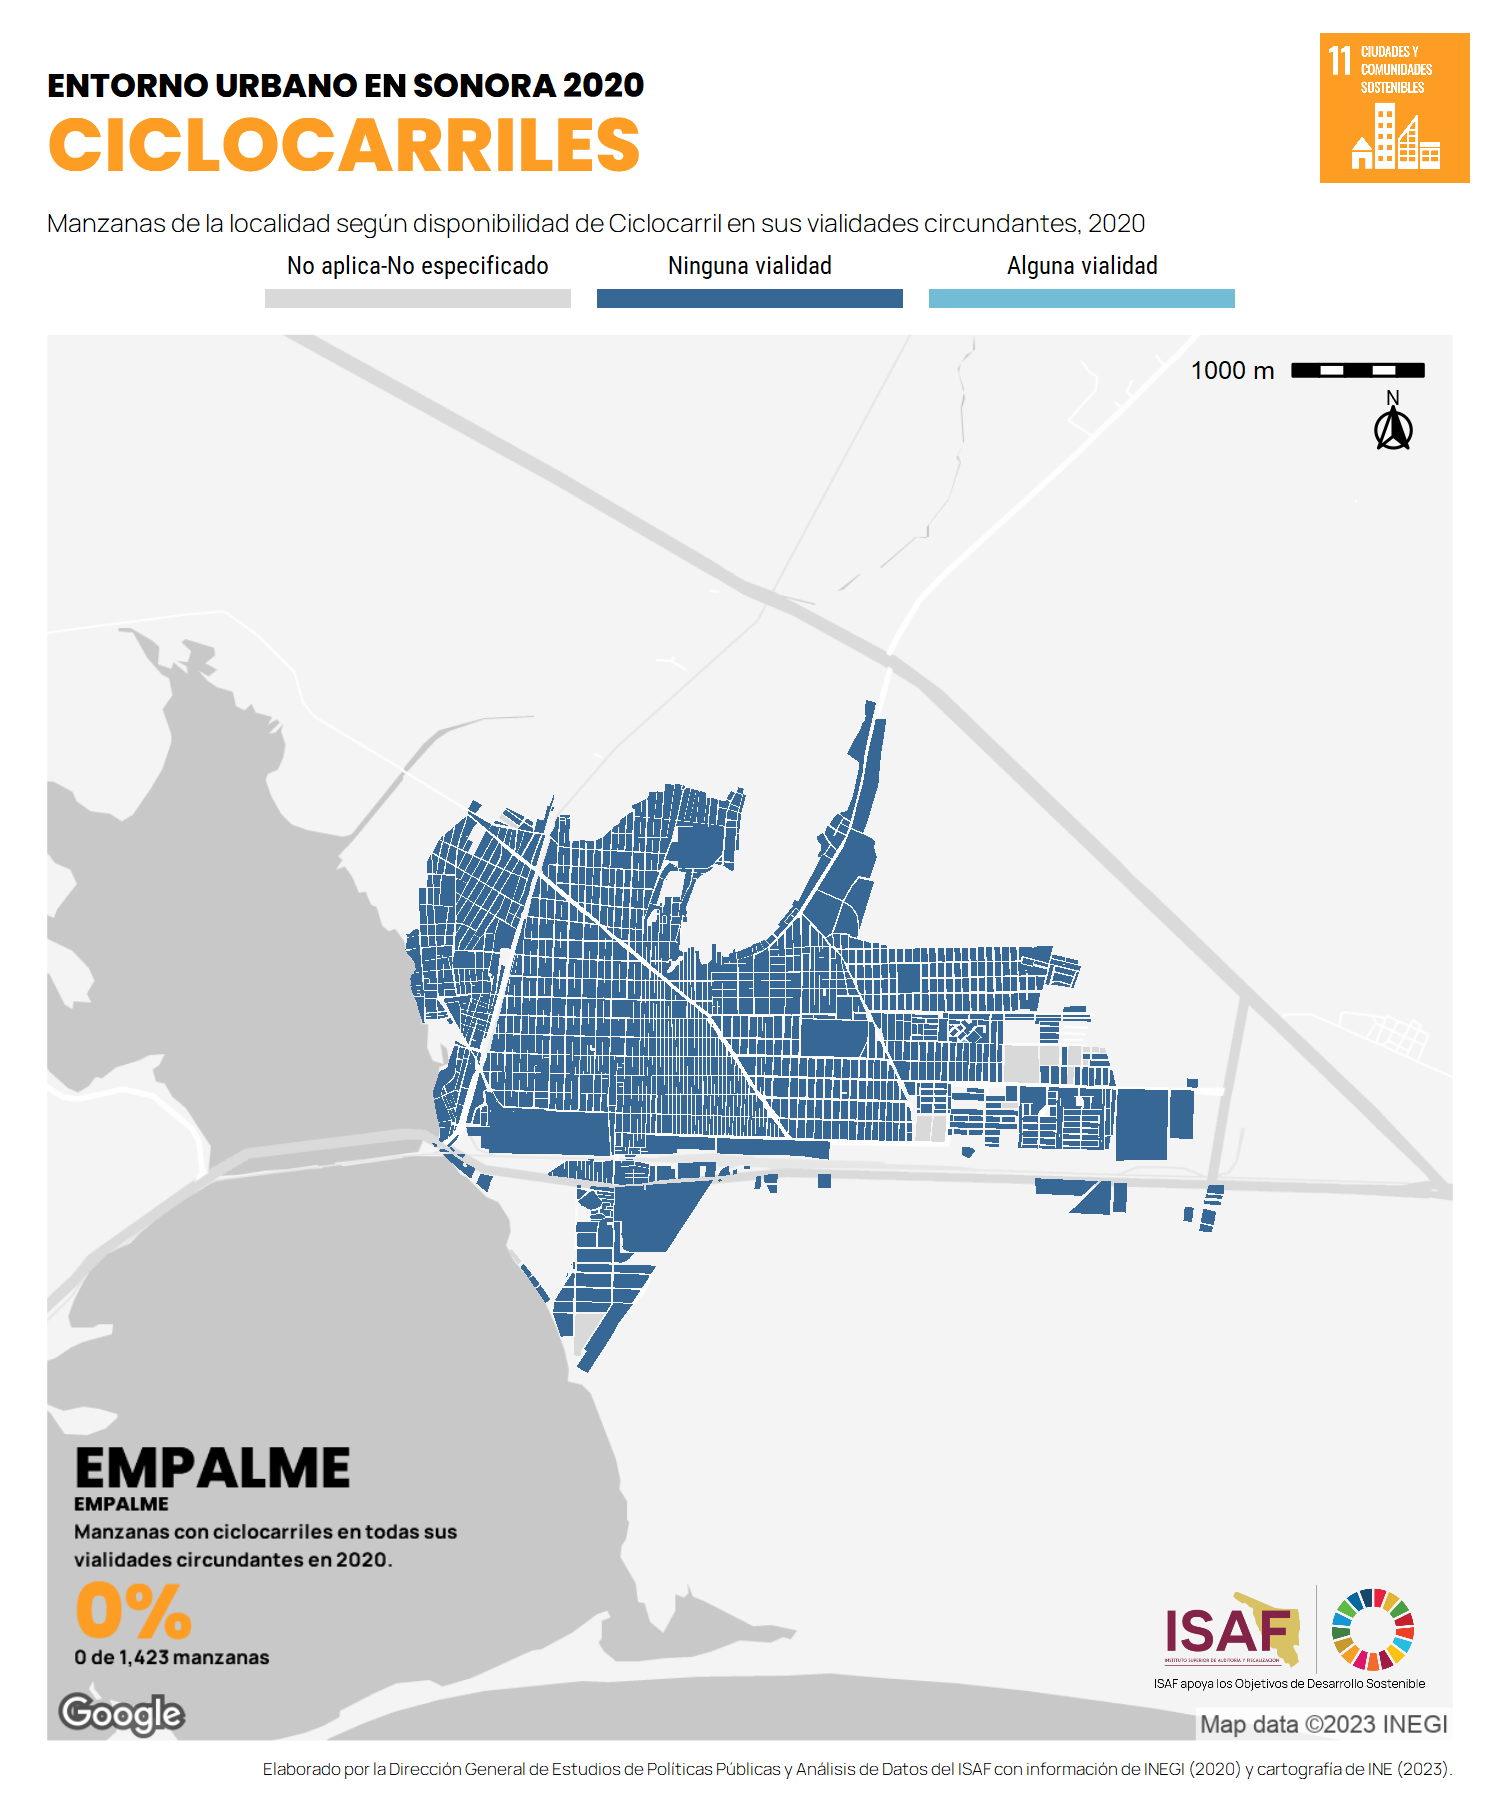 ENTORNO URBANO EN SONORA 2020
CICLOCARRILES
11 CIUDADES Y
COMUNIDADES
SOSTENIBLES
Manzanas de la localidad según disponibilidad de Ciclocarril en sus vialidades circundantes, 2020
No aplica-No especificado
Ninguna vialidad
Alguna vialidad
1000 m
N
EMPALME
EMPALME
Manzanas con ciclocarriles en todas sus
vialidades circundantes en 2020.
0%
0 de 1,423 manzanas
ISAF
INSTITUTO SUPERIOR DE AUDITORÍA Y FISCALIZACIÓN
ISAF apoya los Objetivos de Desarrollo Sostenible
Google
Map data ©2023 INEGI
Elaborado por la Dirección General de Estudios de Políticas Públicas y Análisis de Datos del ISAF con información de INEGI (2020) y cartografía de INE (2023).